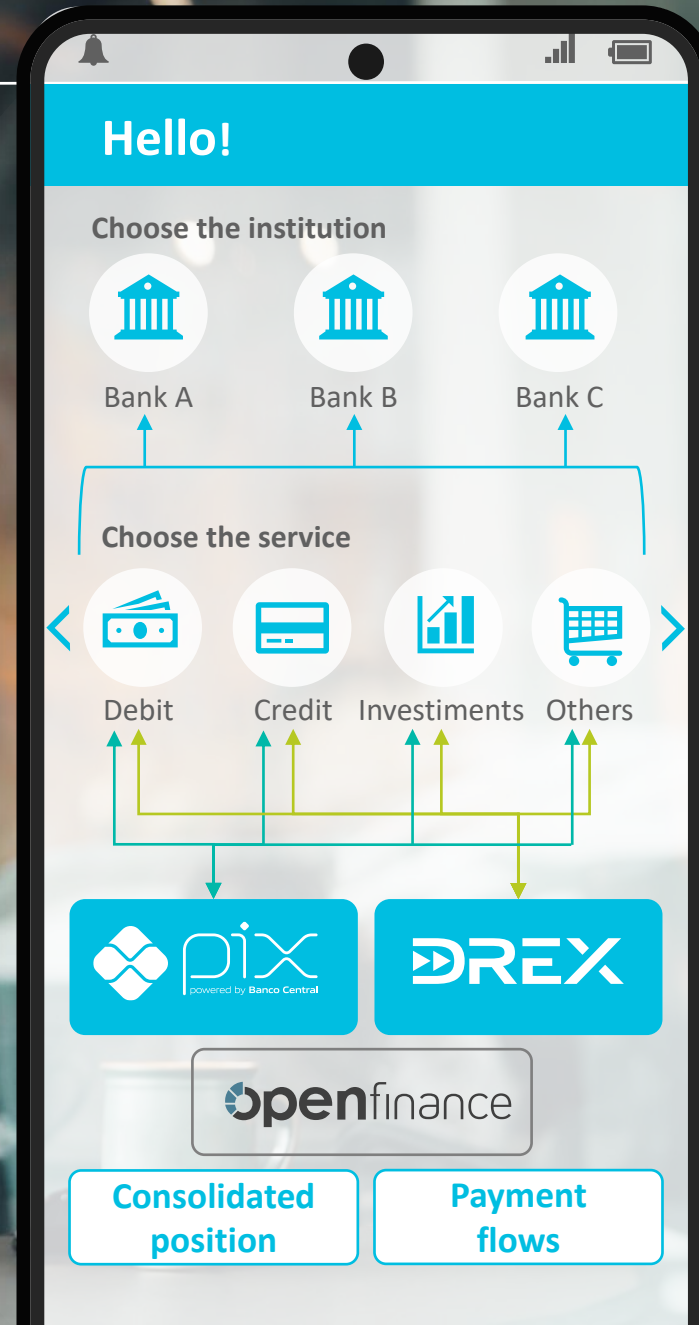 Hello!
Choose the institution
Bank A Bank B Bank C
Choose the service
Debit Credit Investiments Others
pix DREX
powered by Banco Central
openfinance
Consolidated position
Payment flows